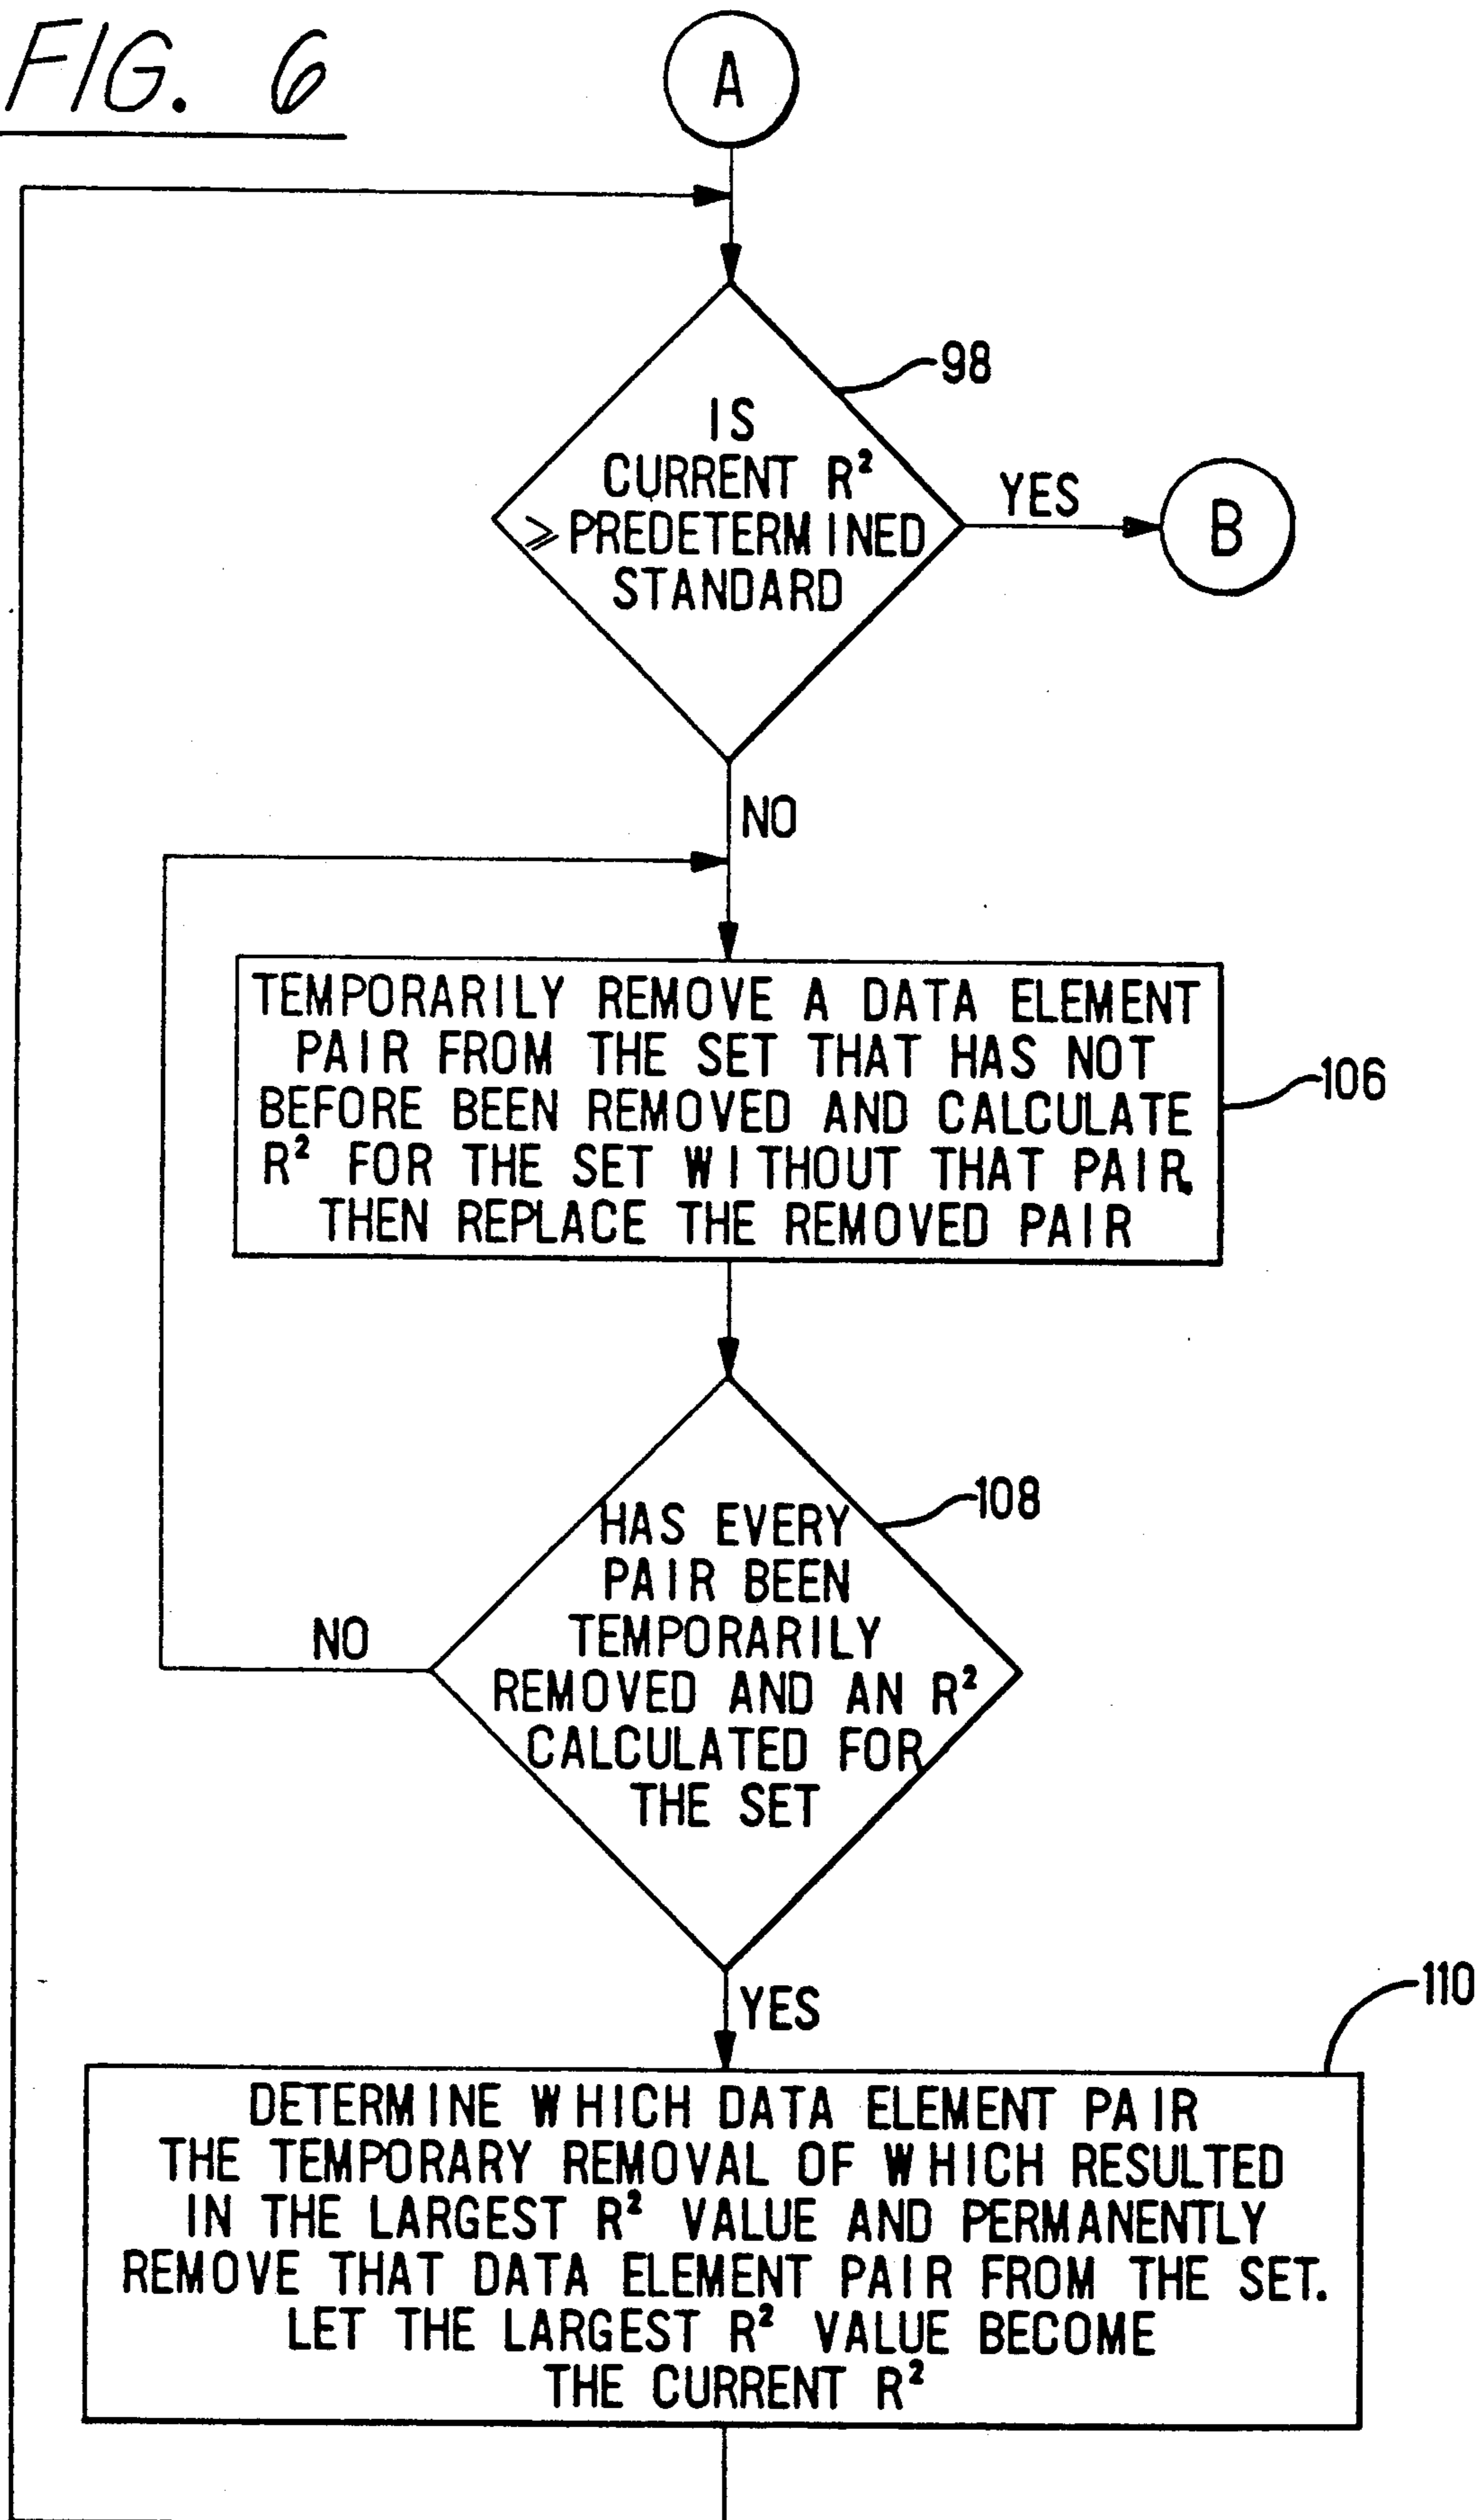 FIG. 6
A
98
IS
CURRENT R²
⩾ PREDETERMINED
STANDARD
YES
B
NO
TEMPORARILY REMOVE A DATA ELEMENT
PAIR FROM THE SET THAT HAS NOT
BEFORE BEEN REMOVED AND CALCULATE
R² FOR THE SET WITHOUT THAT PAIR,
THEN REPLACE THE REMOVED PAIR
106
108
HAS EVERY
PAIR BEEN
TEMPORARILY
REMOVED AND AN R²
CALCULATED FOR
THE SET
NO
YES
110
DETERMINE WHICH DATA ELEMENT PAIR
THE TEMPORARY REMOVAL OF WHICH RESULTED
IN THE LARGEST R² VALUE AND PERMANENTLY
REMOVE THAT DATA ELEMENT PAIR FROM THE SET.
LET THE LARGEST R² VALUE BECOME
THE CURRENT R²